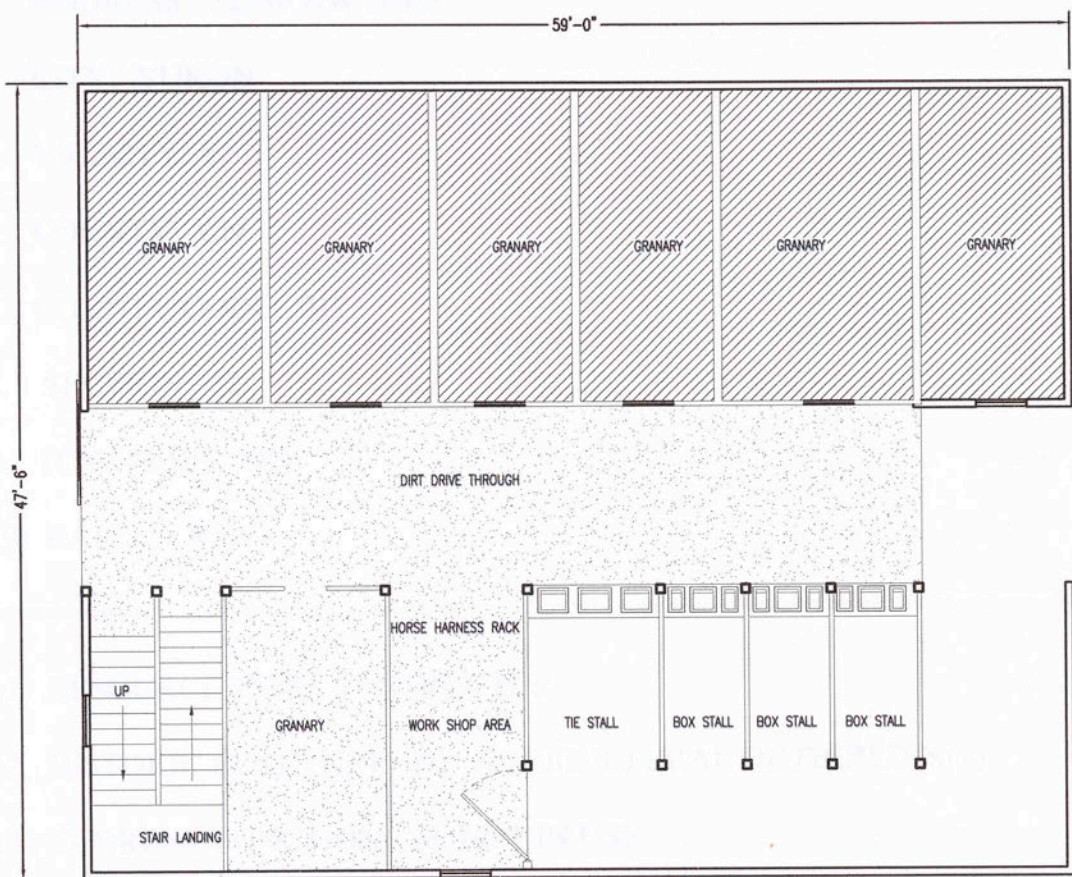 59'-0"
GRANARY GRANARY GRANARY GRANARY GRANARY GRANARY
47'-6"
DIRT DRIVE THROUGH
HORSE HARNESS RACK
UP
GRANARY
WORK SHOP AREA
TIE STALL
BOX STALL
BOX STALL
BOX STALL
STAIR LANDING